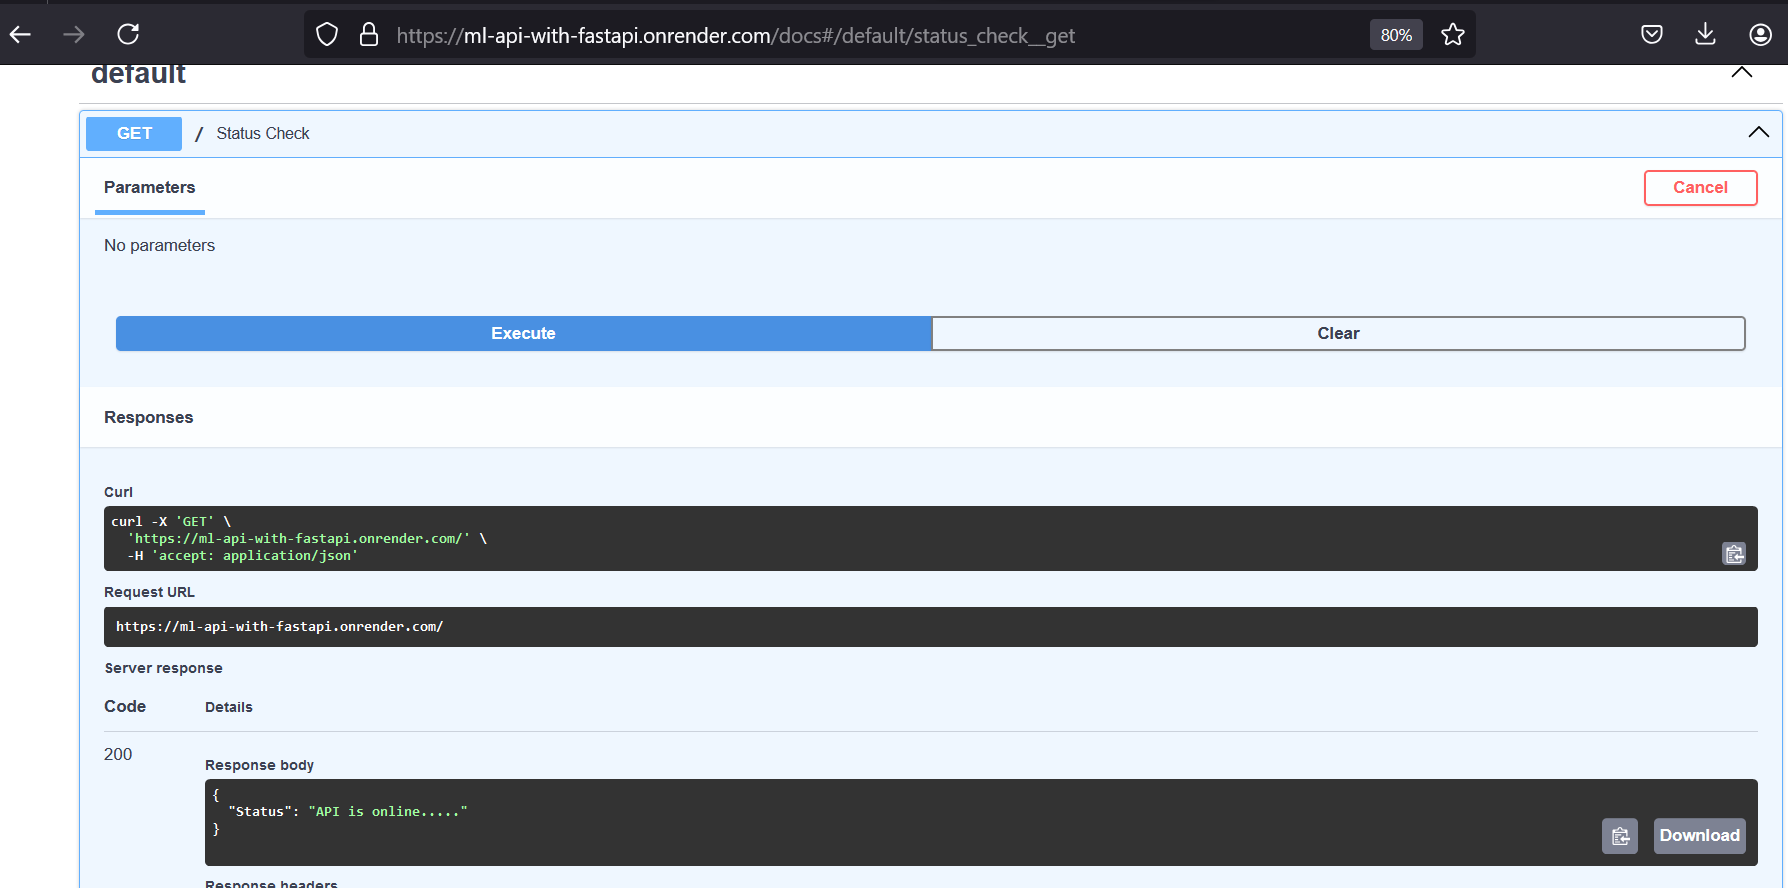 https://ml-api-with-fastapi.onrender.com/docs#/default/status_check__get
80%
default
GET / Status Check
Parameters
Cancel
No parameters
Execute
Clear
Responses
Curl
curl -X 'GET' \
'https://ml-api-with-fastapi.onrender.com/' \
-H 'accept: application/json'
Request URL
https://ml-api-with-fastapi.onrender.com/
Server response
Code Details
200
Response body
{
"Status": "API is online....."
}
Download
Response headers